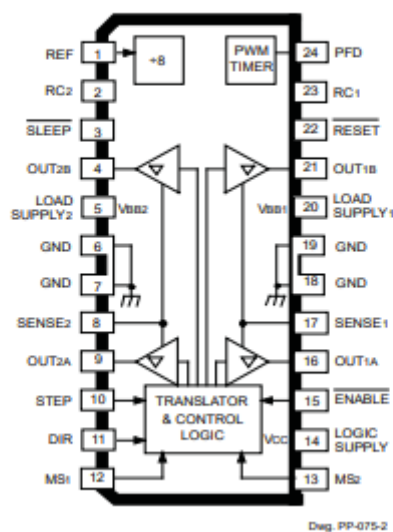 REF 1 ÷8 PWM TIMER 24 PFD
RC2 2 23 RC1
SLEEP 3 22 RESET
OUT2B 4 21 OUT1B
LOAD SUPPLY2 5 VBB2 VBB1 20 LOAD SUPPLY1
GND 6 19 GND
GND 7 18 GND
SENSE2 8 17 SENSE1
OUT2A 9 16 OUT1A
STEP 10 TRANSLATOR & CONTROL LOGIC 15 ENABLE
DIR 11 VCC 14 LOGIC SUPPLY
MS1 12 13 MS2
Dwg. PP-075-2